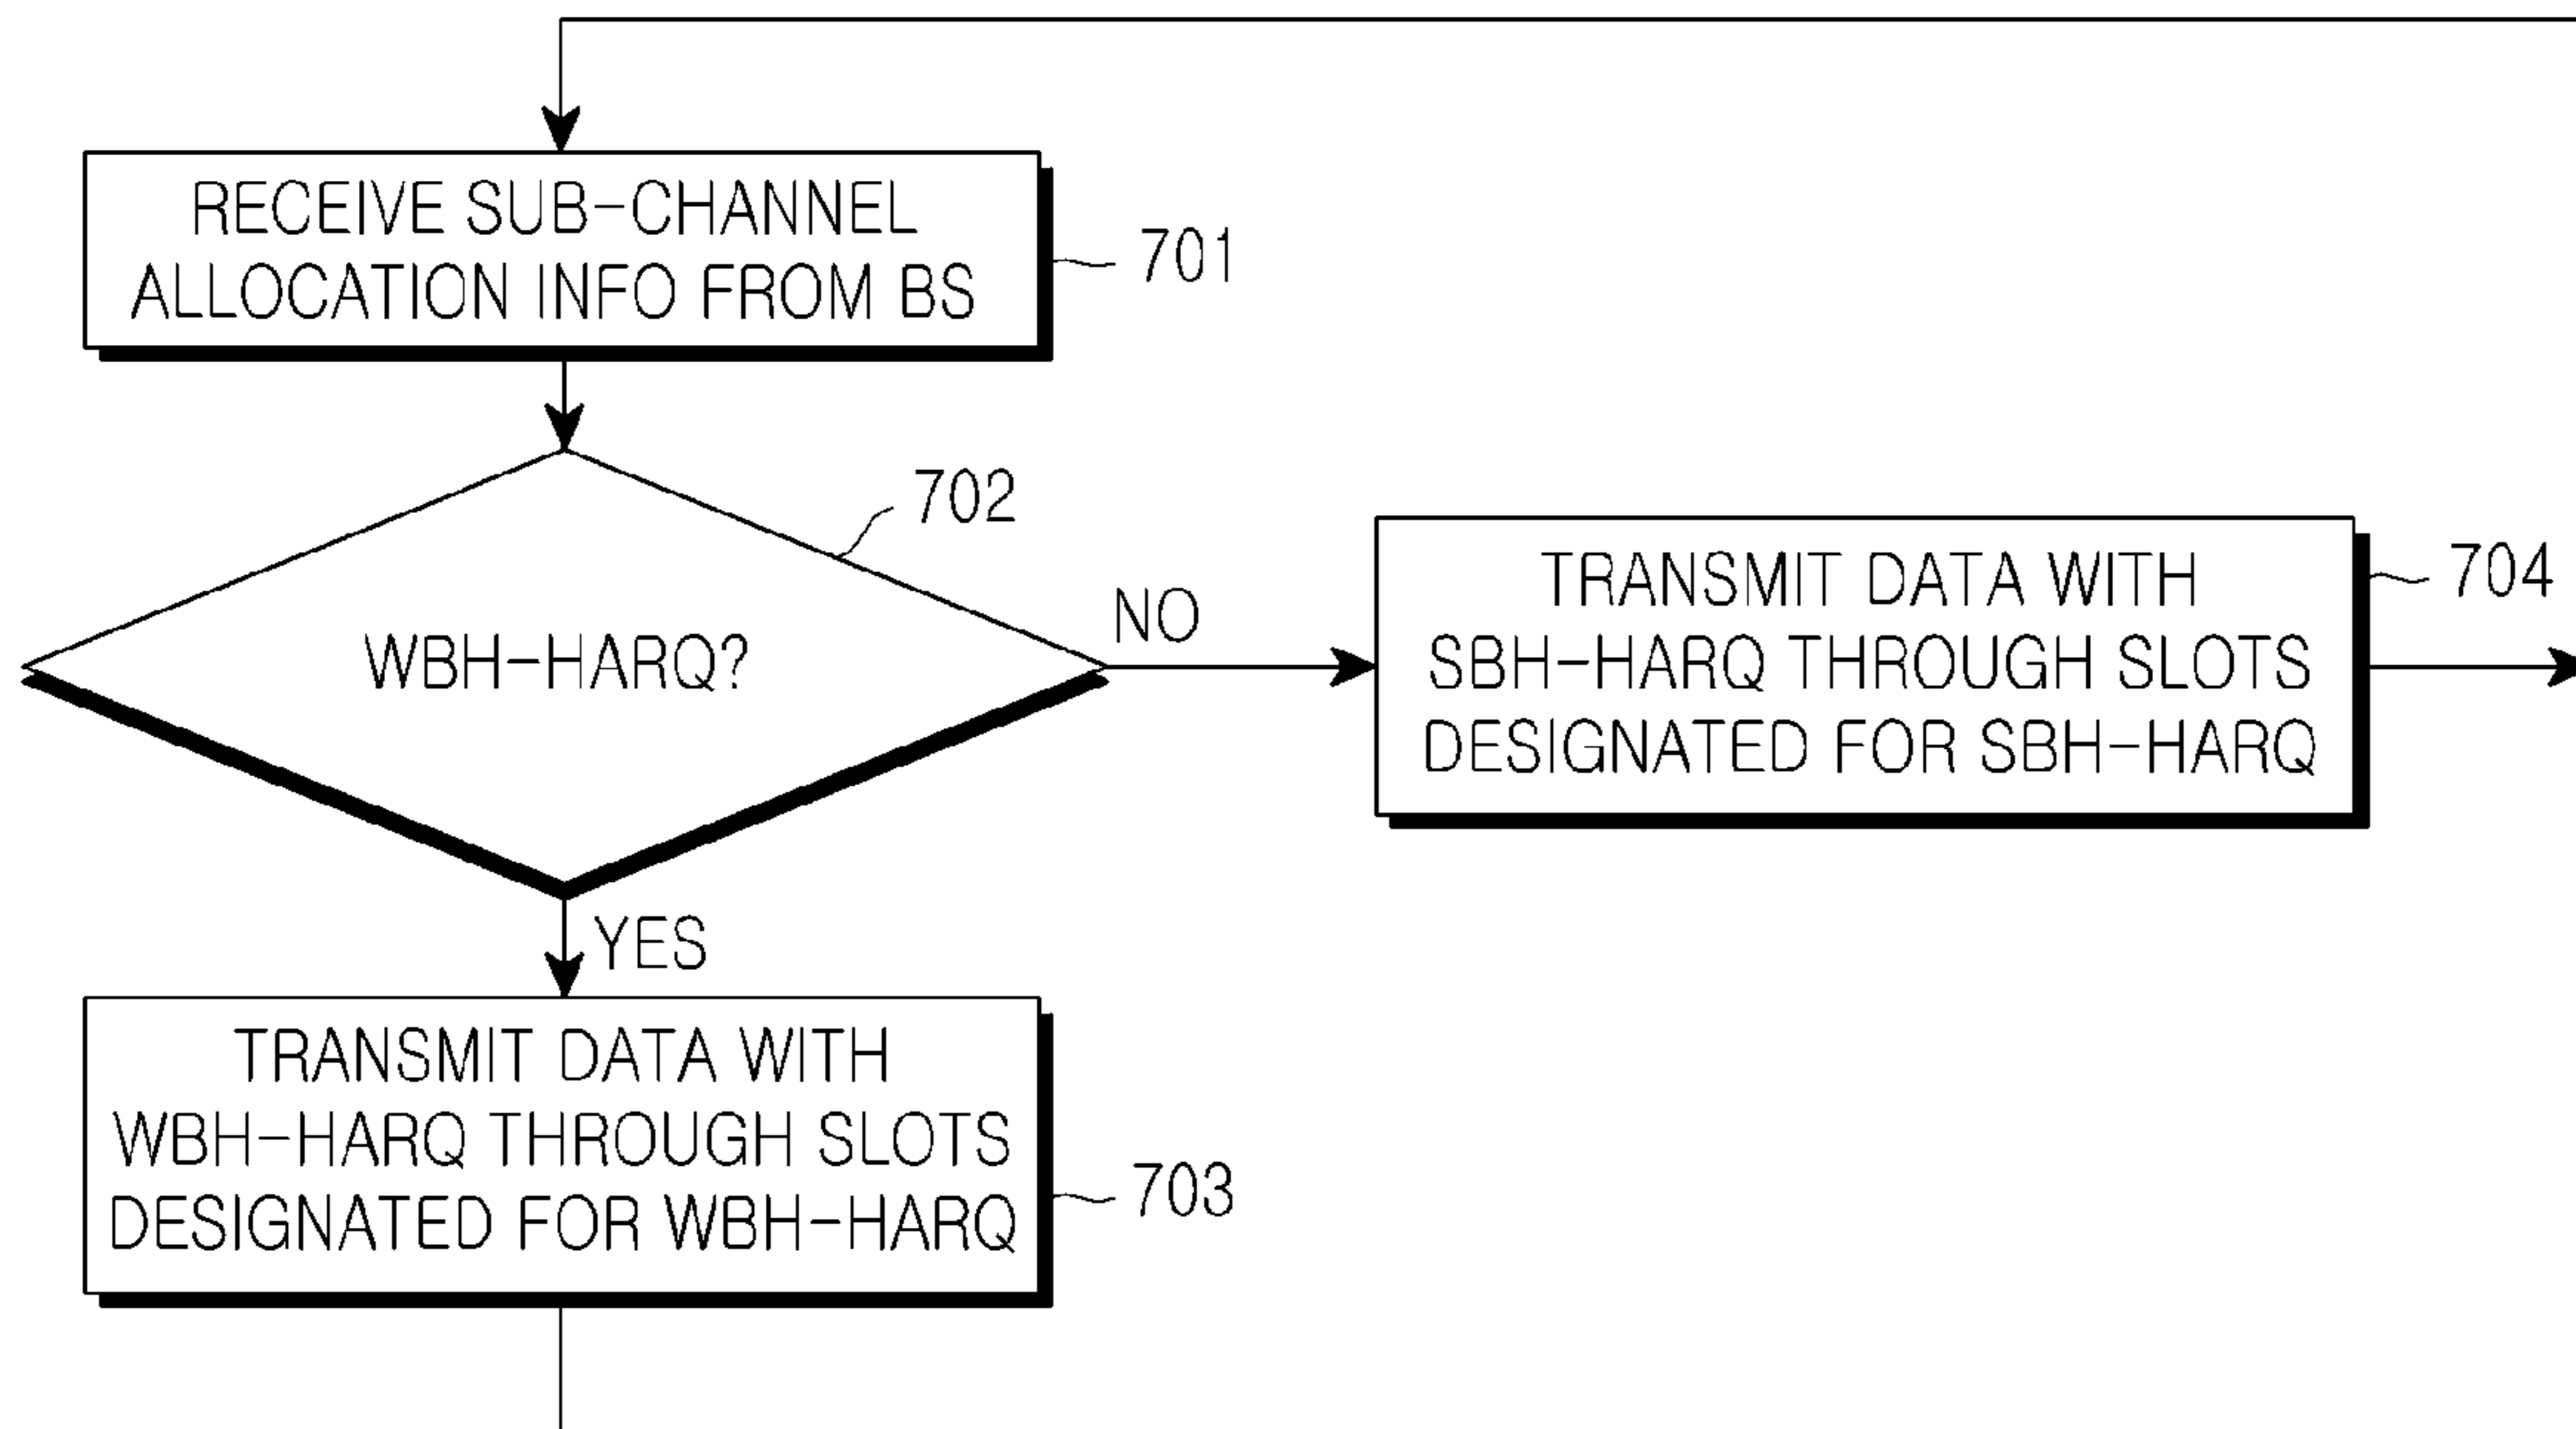 RECEIVE SUB-CHANNEL
ALLOCATION INFO FROM BS
701
702
WBH-HARQ?
NO
TRANSMIT DATA WITH
SBH-HARQ THROUGH SLOTS
DESIGNATED FOR SBH-HARQ
704
YES
TRANSMIT DATA WITH
WBH-HARQ THROUGH SLOTS
DESIGNATED FOR WBH-HARQ
703